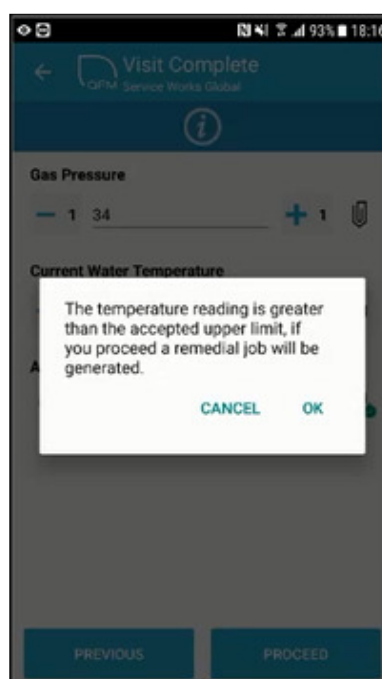 93% 18:16
Visit Complete
QFM Service Works Global
Gas Pressure
1 34 1
Current Water Temperature
The temperature reading is greater
than the accepted upper limit, if
you proceed a remedial job will be
generated.
A
CANCEL OK
PREVIOUS PROCEED